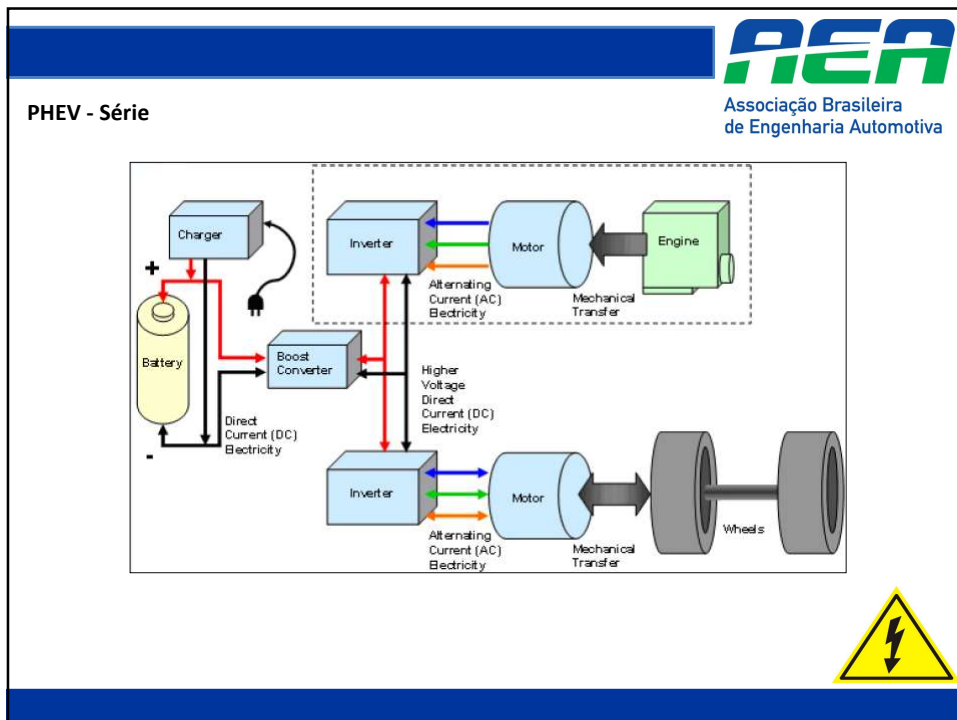 AEA
Associação Brasileira
de Engenharia Automotiva
PHEV - Série
Charger
+
Battery
-
Direct
Current (DC)
Electricity
Boost
Converter
Inverter
Alternating
Current (AC)
Electricity
Motor
Mechanical
Transfer
Engine
Higher
Voltage
Direct
Current (DC)
Electricity
Inverter
Alternating
Current (AC)
Electricity
Motor
Mechanical
Transfer
Wheels